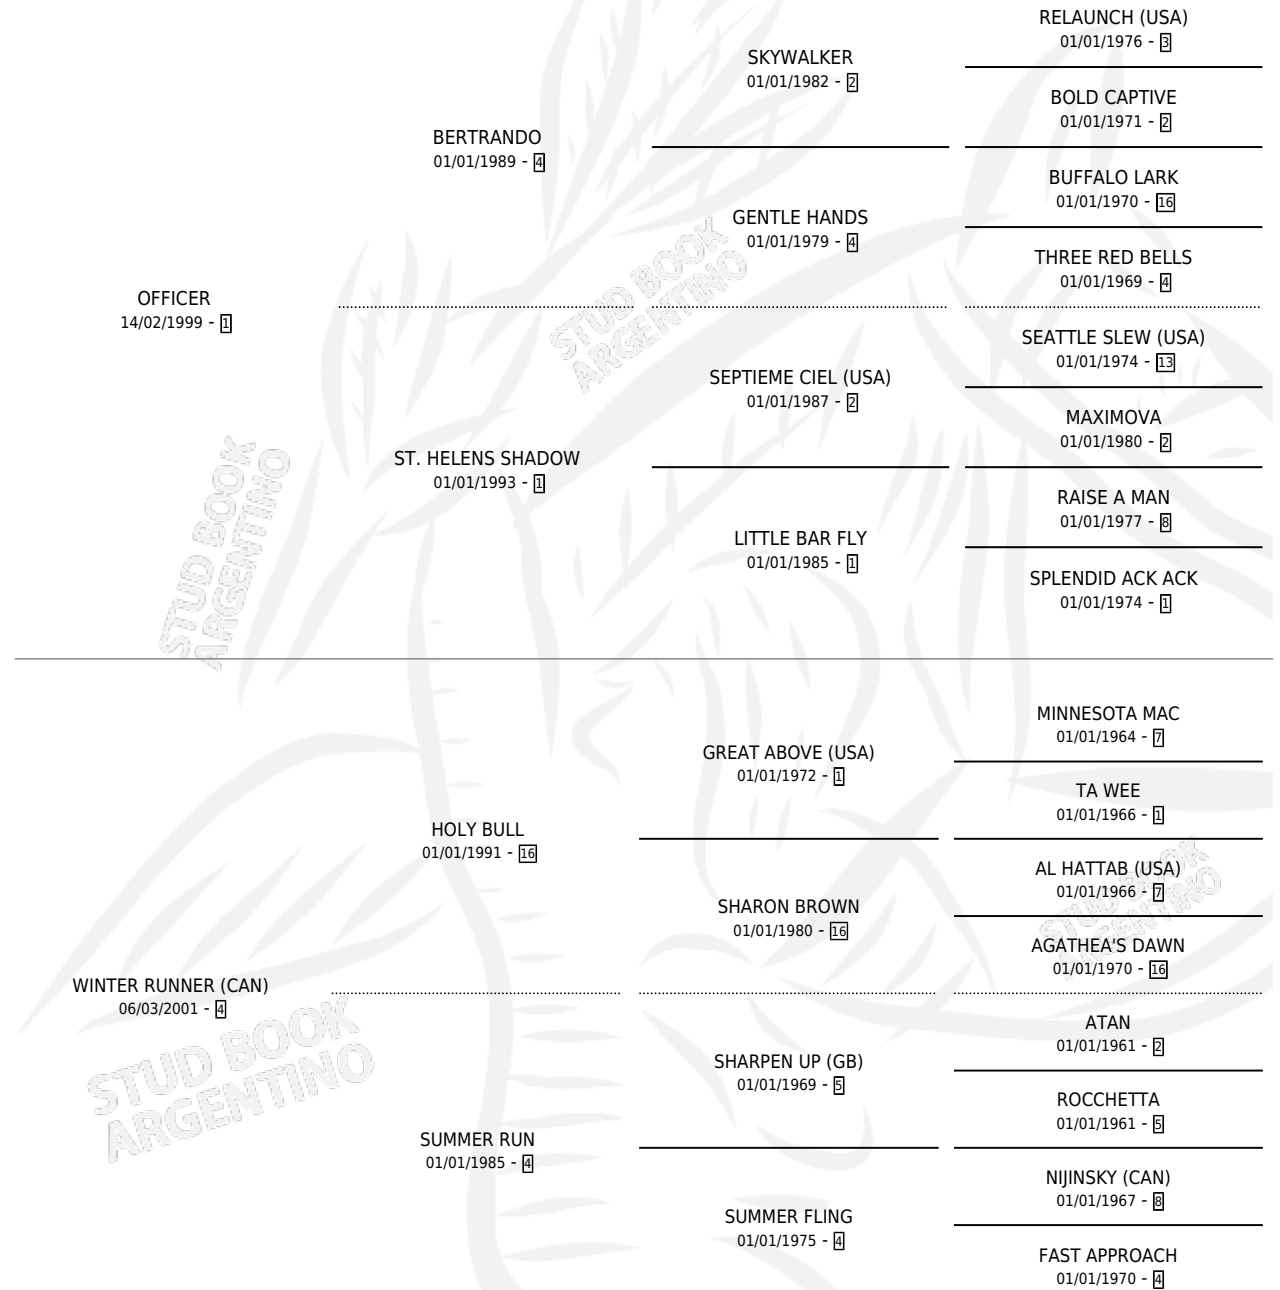 RELAUNCH (USA)
01/01/1976 - 3
SKYWALKER
01/01/1982 - 2
BOLD CAPTIVE
01/01/1971 - 2
BERTRANDO
01/01/1989 - 4
BUFFALO LARK
01/01/1970 - 16
GENTLE HANDS
01/01/1979 - 4
THREE RED BELLS
01/01/1969 - 4
OFFICER
14/02/1999 - 1
STUD BOOK
ARGENTINO
SEATTLE SLEW (USA)
01/01/1974 - 13
SEPTIEME CIEL (USA)
01/01/1987 - 2
MAXIMOVA
01/01/1980 - 2
ST. HELENS SHADOW
01/01/1993 - 1
RAISE A MAN
01/01/1977 - 8
LITTLE BAR FLY
01/01/1985 - 1
SPLENDID ACK ACK
01/01/1974 - 1
STUD BOOK
ARGENTINO
MINNESOTA MAC
01/01/1964 - 7
GREAT ABOVE (USA)
01/01/1972 - 1
TA WEE
01/01/1966 - 1
HOLY BULL
01/01/1991 - 16
AL HATTAB (USA)
01/01/1966 - 7
SHARON BROWN
01/01/1980 - 16
AGATHEA'S DAWN
01/01/1970 - 16
STUD BOOK
ARGENTINO
WINTER RUNNER (CAN)
06/03/2001 - 4
ATAN
01/01/1961 - 2
SHARPEN UP (GB)
01/01/1969 - 5
ROCCHETTA
01/01/1961 - 5
STUD BOOK
ARGENTINO
SUMMER RUN
01/01/1985 - 4
NIJINSKY (CAN)
01/01/1967 - 8
SUMMER FLING
01/01/1975 - 4
FAST APPROACH
01/01/1970 - 4